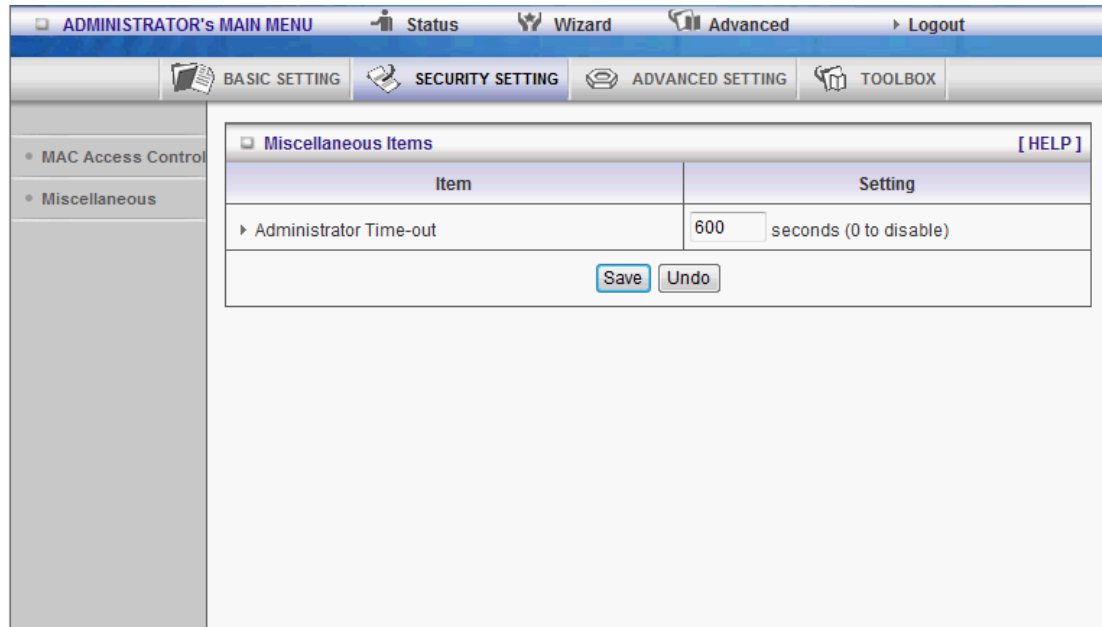 ADMINISTRATOR's MAIN MENU Status Wizard Advanced Logout
BASIC SETTING SECURITY SETTING ADVANCED SETTING TOOLBOX
MAC Access Control
Miscellaneous
Miscellaneous Items [ HELP ]
Item Setting
Administrator Time-out 600 seconds (0 to disable)
Save Undo